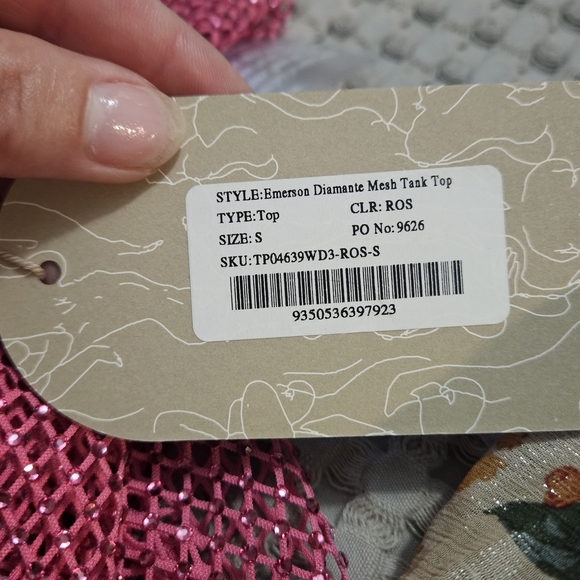 STYLE:Emerson Diamante Mesh Tank Top
TYPE:Top CLR: ROS
SIZE: S PO No: 9626
SKU:TP04639WD3-ROS-S
9350536397923